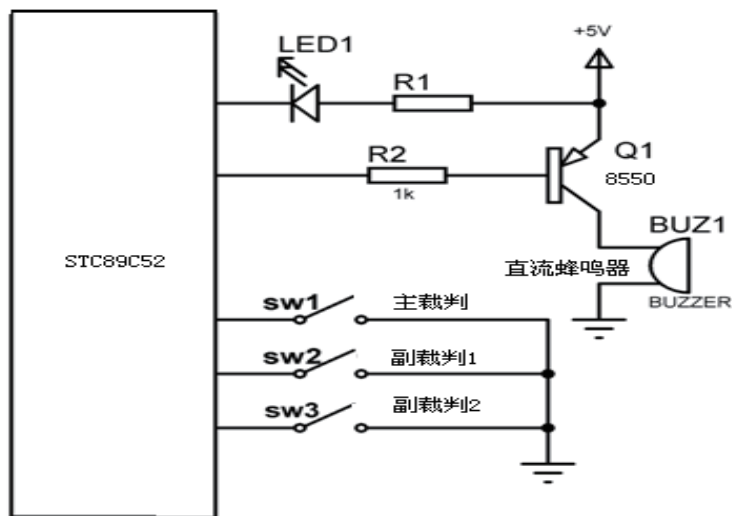 LED1
+5V
R1
R2
1k
Q1
8550
STC89C52
BUZ1
直流蜂鸣器
BUZZER
sw1
主裁判
sw2
副裁判1
sw3
副裁判2